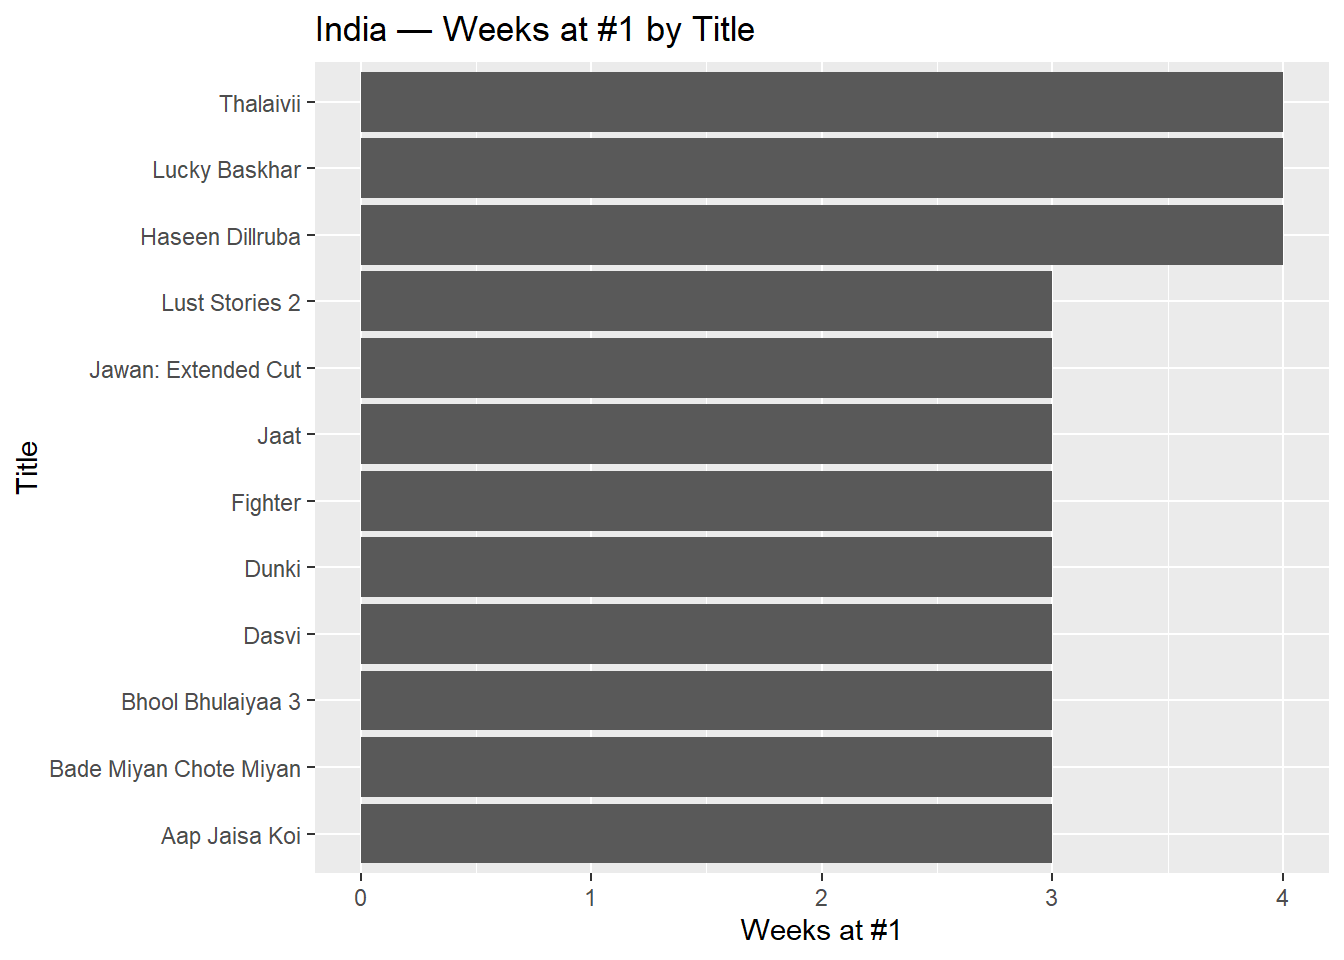 India — Weeks at #1 by Title
Thalaivii
Lucky Baskhar
Haseen Dillruba
Lust Stories 2
Jawan: Extended Cut
Jaat
Fighter
Dunki
Dasvi
Bhool Bhulaiyaa 3
Bade Miyan Chote Miyan
Aap Jaisa Koi
Title
0 1 2 3 4
Weeks at #1